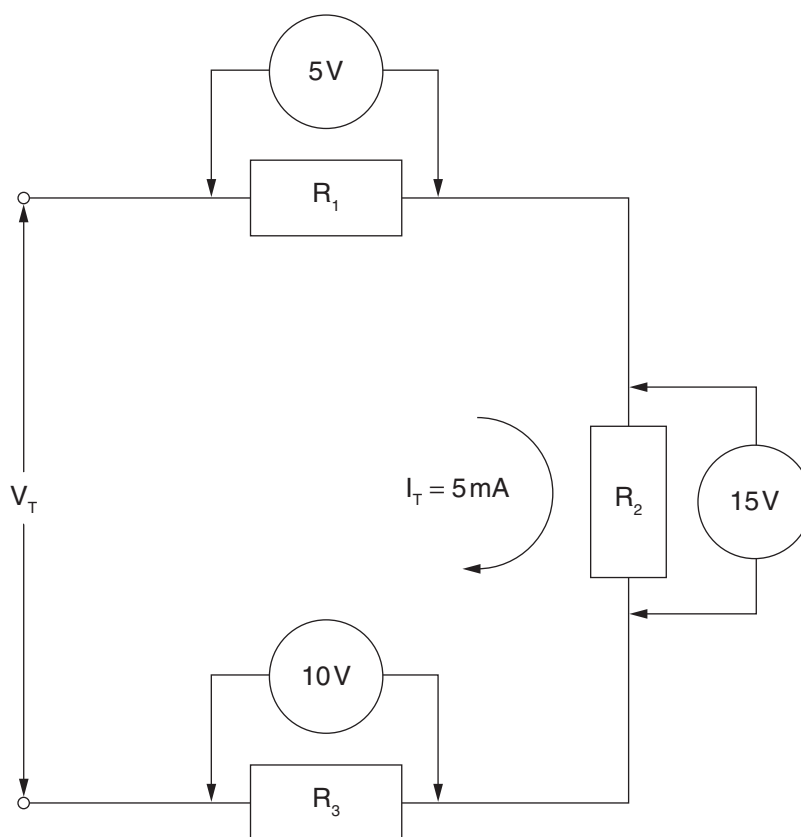 5V
R₁
V_T
I_T = 5mA
R₂
15V
10V
R₃